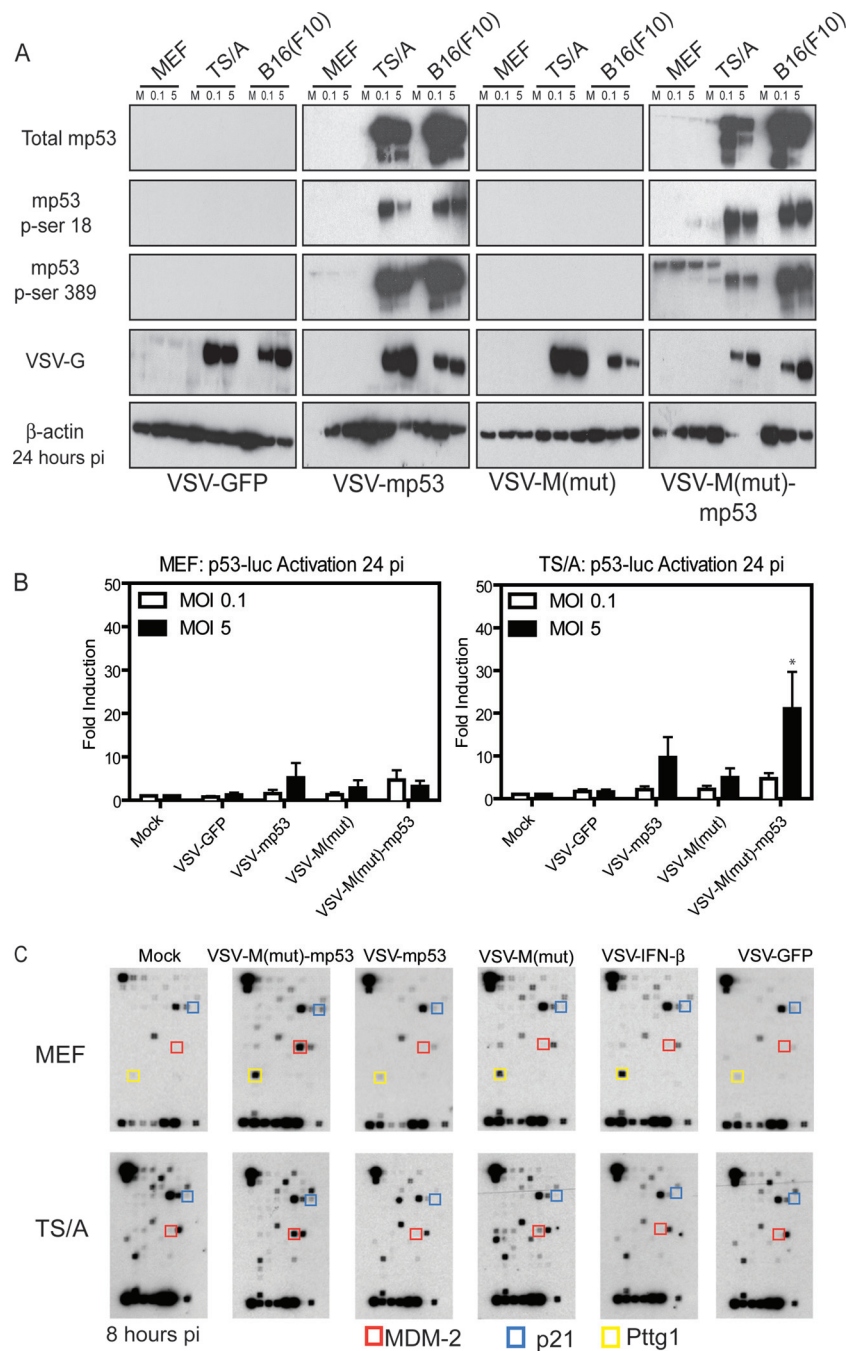 A
MEF TS/A B16(F10) MEF TS/A B16(F10) MEF TS/A B16(F10) MEF TS/A B16(F10)
M 0.1 5 M 0.1 5 M 0.1 5 M 0.1 5 M 0.1 5 M 0.1 5 M 0.1 5 M 0.1 5 M 0.1 5 M 0.1 5 M 0.1 5 M 0.1 5
Total mp53
mp53
p-ser 18
mp53
p-ser 389
VSV-G
β-actin
24 hours pi
VSV-GFP VSV-mp53 VSV-M(mut) VSV-M(mut)-
mp53
B
MEF: p53-luc Activation 24 pi
50
40
30
20
10
0
Fold Induction
MOI 0.1
MOI 5
Mock
VSV-GFP
VSV-mp53
VSV-M(mut)
VSV-M(mut)-mp53
TS/A: p53-luc Activation 24 pi
50
40
30
20
10
0
Fold Induction
MOI 0.1
MOI 5
*
Mock
VSV-GFP
VSV-mp53
VSV-M(mut)
VSV-M(mut)-mp53
C
Mock VSV-M(mut)-mp53 VSV-mp53 VSV-M(mut) VSV-IFN-β VSV-GFP
MEF
TS/A
8 hours pi
MDM-2 p21 Pttg1